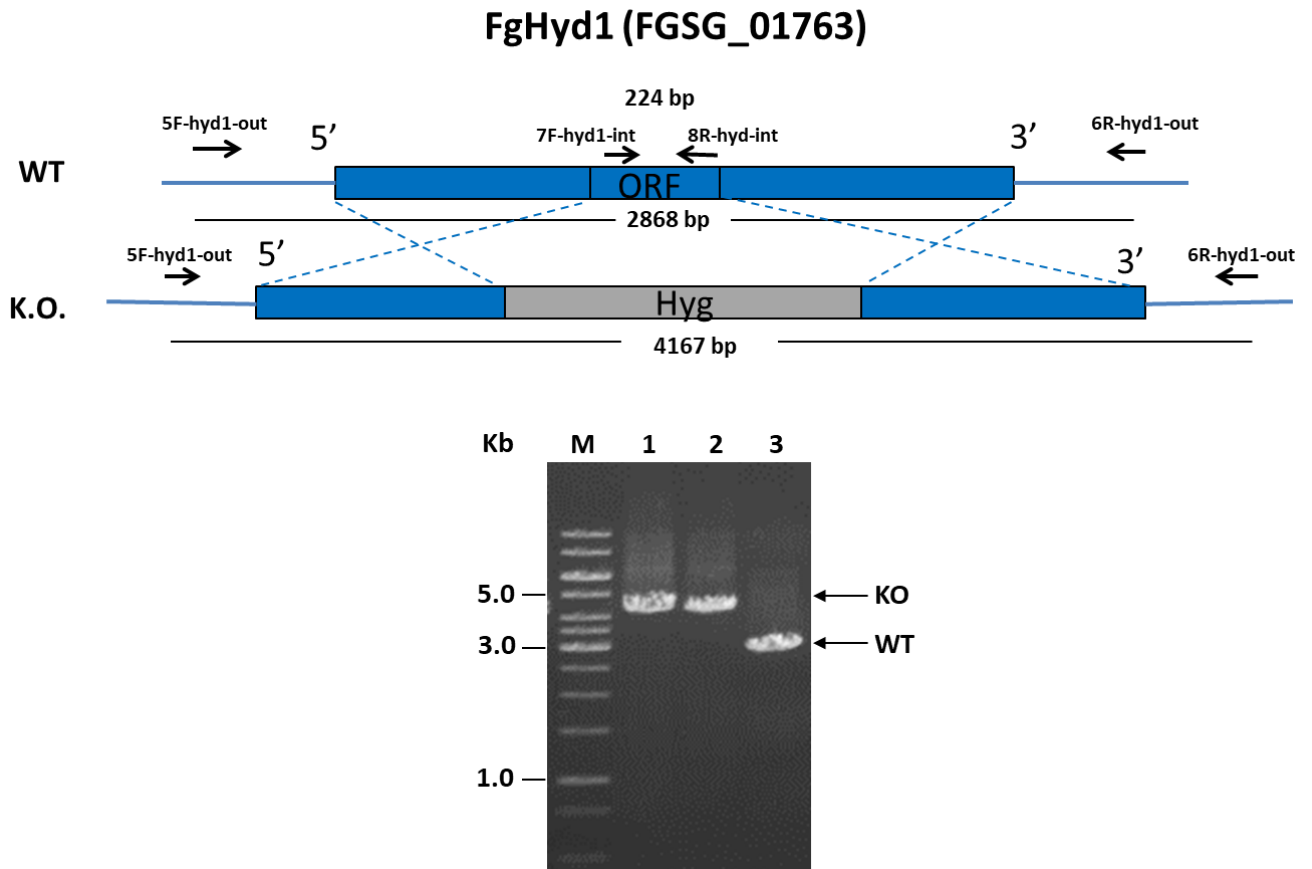 FgHyd1 (FGSG_01763)
224 bp
5F-hyd1-out 5’ 7F-hyd1-int 8R-hyd-int 3’ 6R-hyd1-out
WT ORF
2868 bp
5F-hyd1-out 5’ 3’ 6R-hyd1-out
K.O. Hyg
4167 bp
Kb M 1 2 3
5.0 KO
3.0 WT
1.0